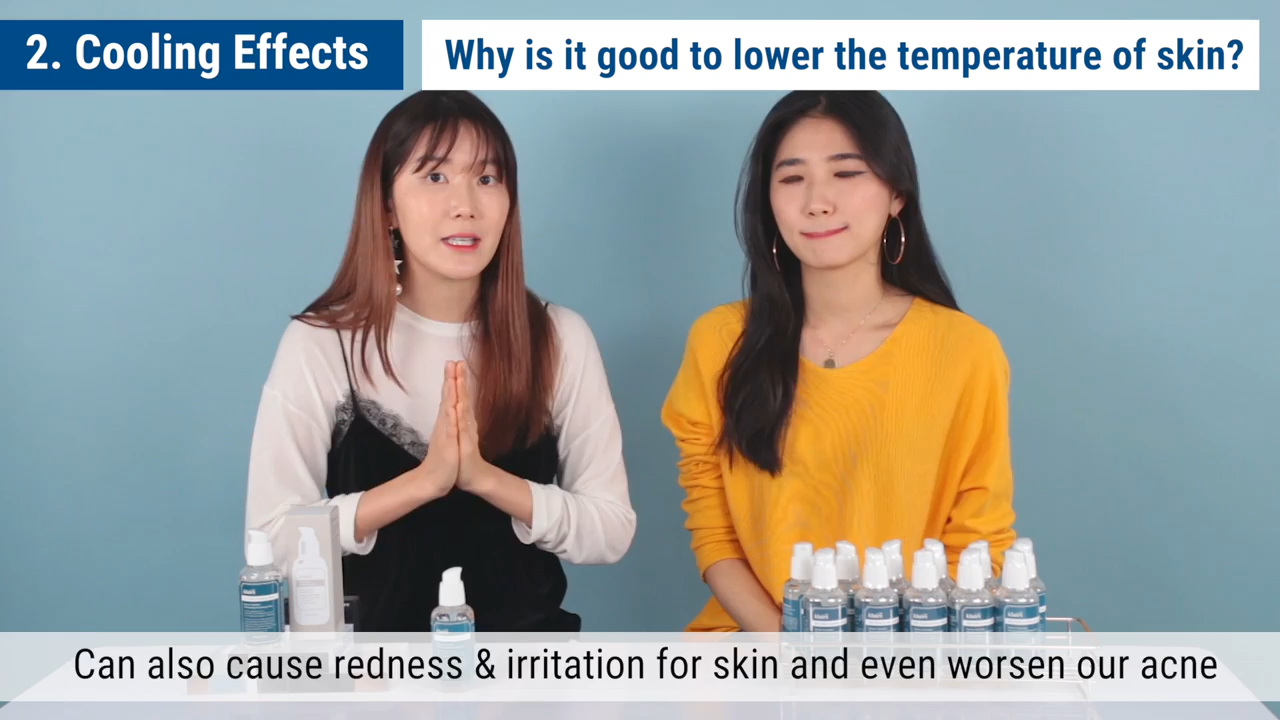 2. Cooling Effects
Why is it good to lower the temperature of skin?
Can also cause redness & irritation for skin and even worsen our acne